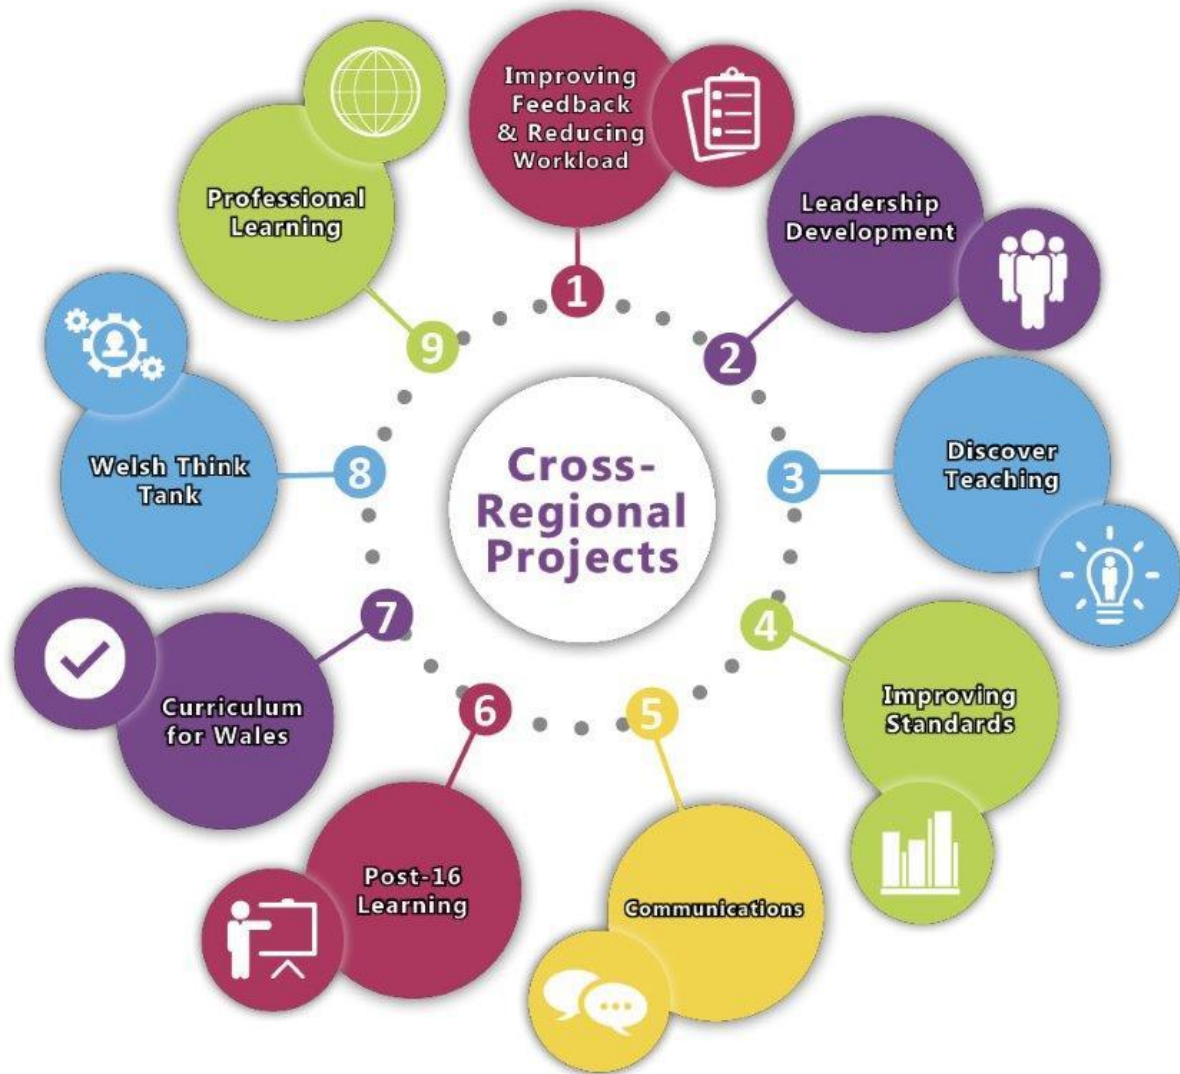 Cross-
Regional
Projects
1
Improving
Feedback
& Reducing
Workload
2
Leadership
Development
3
Discover
Teaching
4
Improving
Standards
5
Communications
6
Post-16
Learning
7
Curriculum
for Wales
8
Welsh Think
Tank
9
Professional
Learning